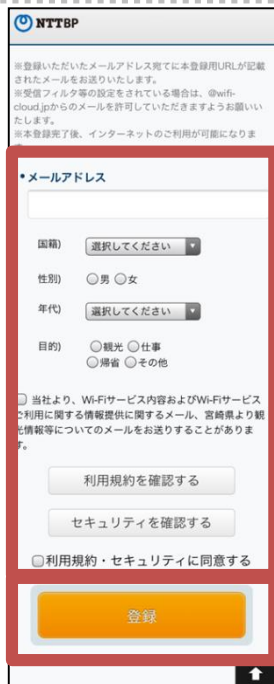 NTTBP
※登録いただいたメールアドレス宛てに本登録用URLが記載
されたメールをお送りいたします。
※受信フィルタ等の設定をされている場合は、@wifi-
cloud.jpからのメールを許可していただきますようお願いい
たします。
※本登録完了後、インターネットのご利用が可能になりま
メールアドレス
国籍) 選択してください
性別) 男 女
年代) 選択してください
目的) 観光 仕事
帰省 その他
当社より、Wi-Fiサービス内容およびWi-Fiサービス
ご利用に関する情報提供に関するメール、宮崎県より観
光情報等についてのメールをお送りすることがありま
す。
利用規約を確認する
セキュリティを確認する
利用規約・セキュリティに同意する
登録